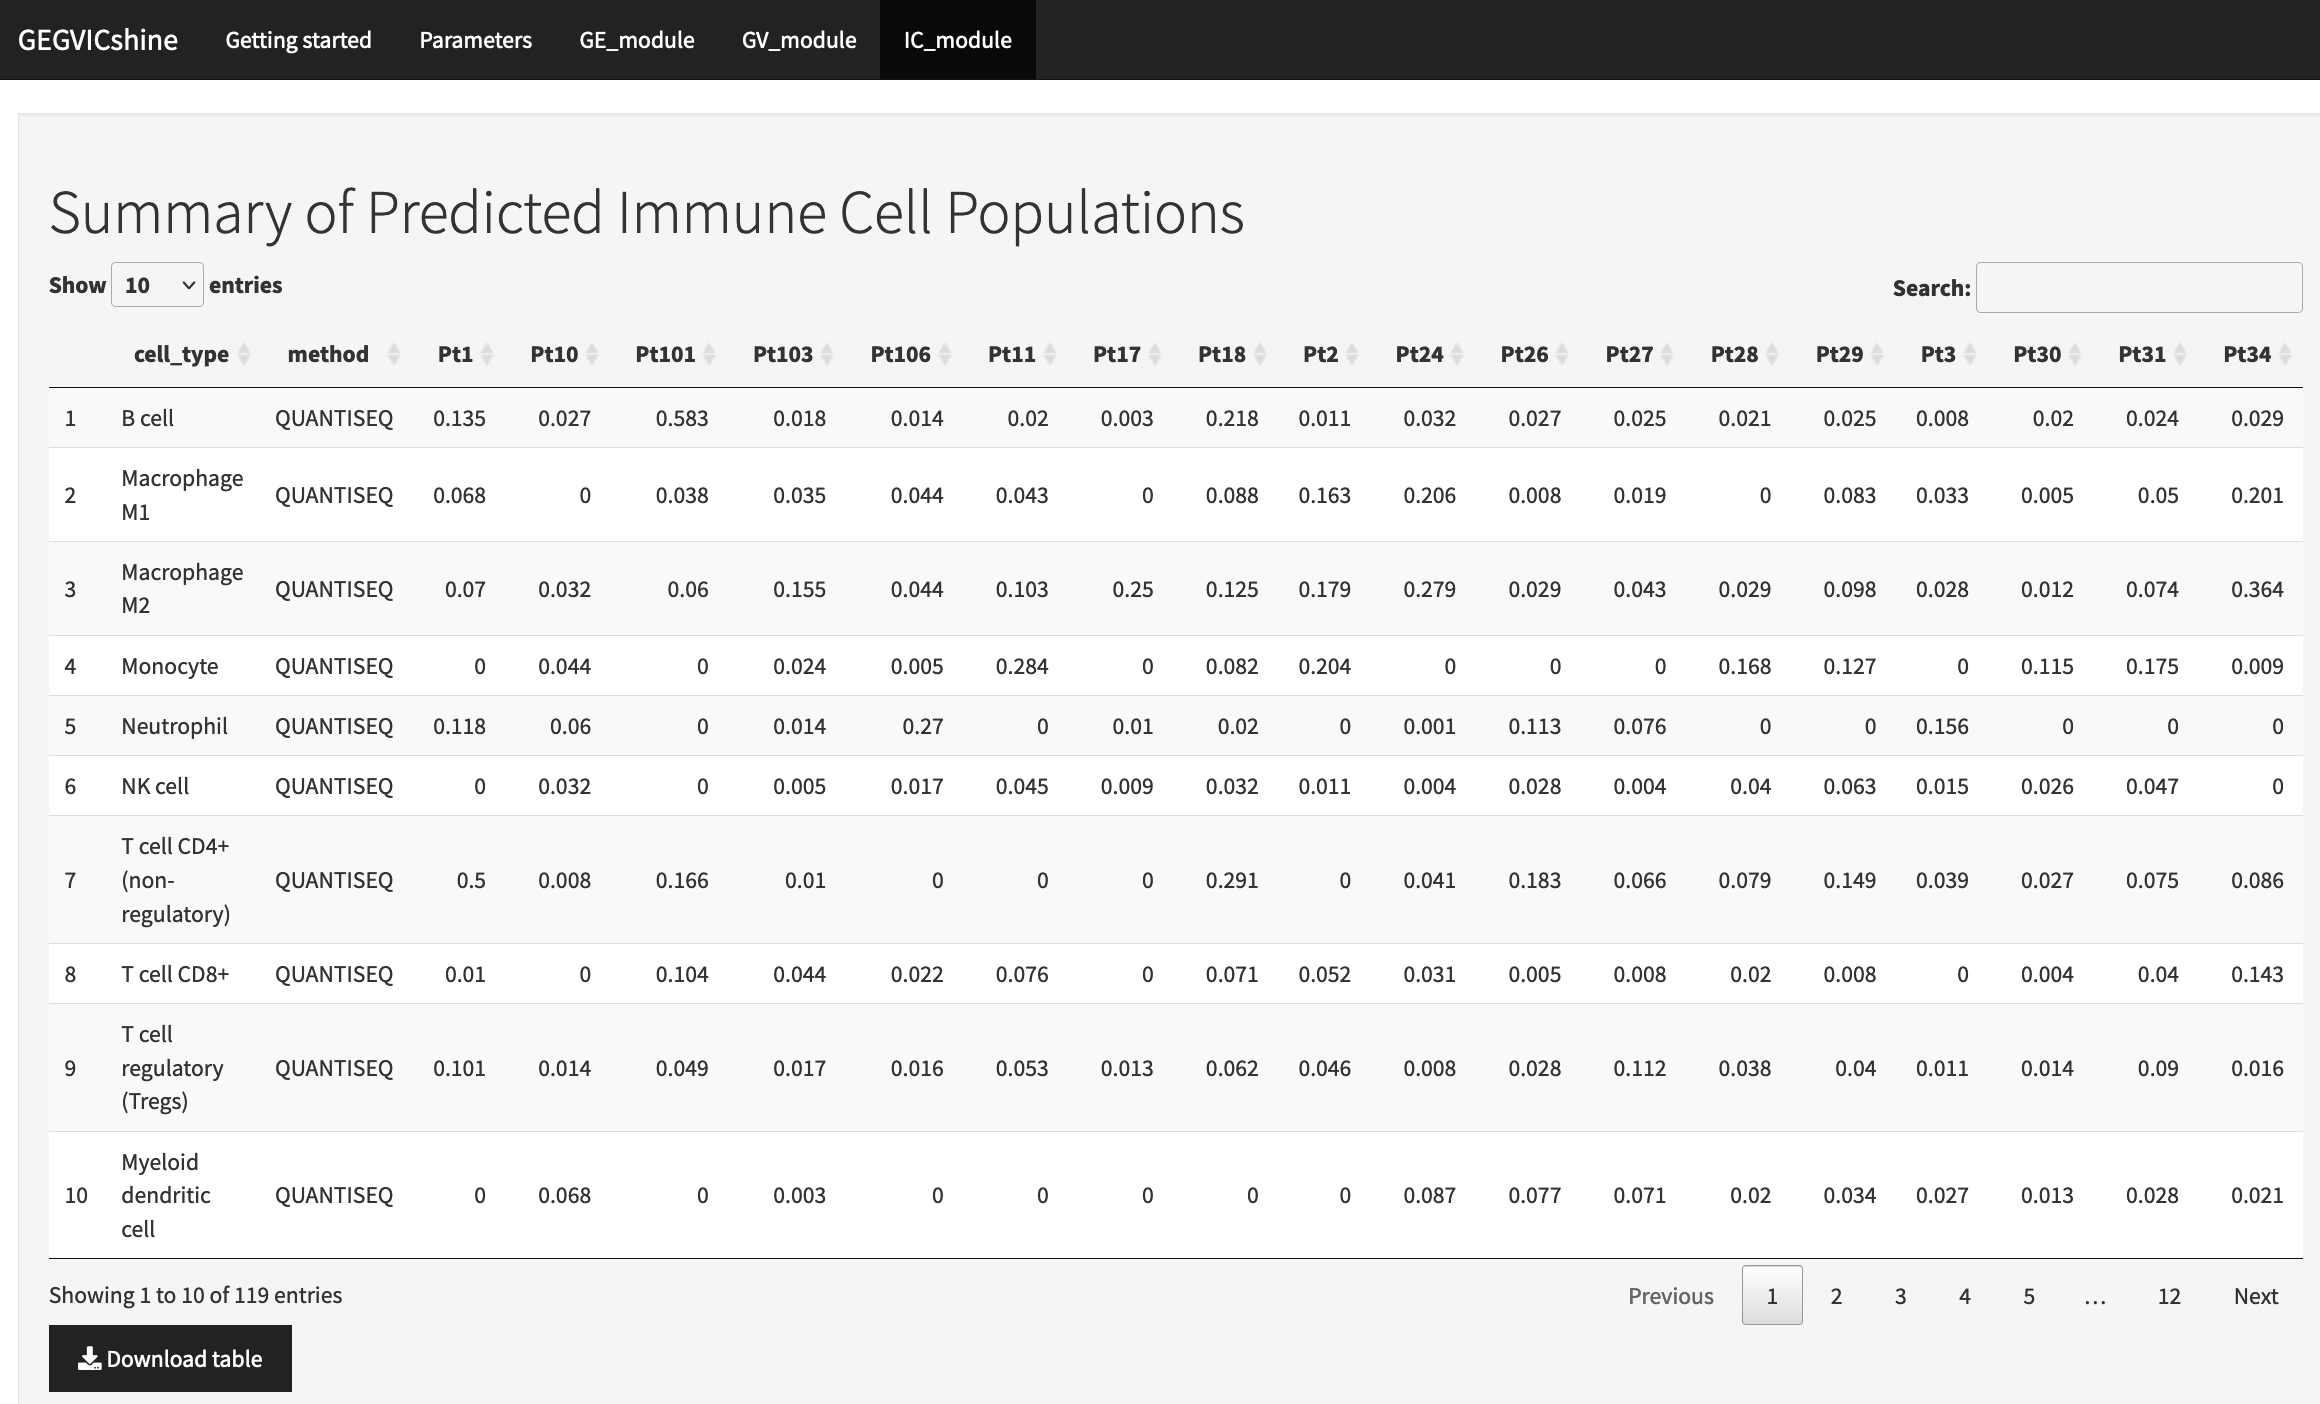 GEGVICshine Getting started Parameters GE_module GV_module IC_module
Summary of Predicted Immune Cell Populations
Show 10 entries Search:
cell_type method Pt1 Pt10 Pt101 Pt103 Pt106 Pt11 Pt17 Pt18 Pt2 Pt24 Pt26 Pt27 Pt28 Pt29 Pt3 Pt30 Pt31 Pt34
1 B cell QUANTISEQ 0.135 0.027 0.583 0.018 0.014 0.02 0.003 0.218 0.011 0.032 0.027 0.025 0.021 0.025 0.008 0.02 0.024 0.029
Macrophage
2 QUANTISEQ 0.068 0 0.038 0.035 0.044 0.043 0 0.088 0.163 0.206 0.008 0.019 0 0.083 0.033 0.005 0.05 0.201
M1
Macrophage
3 QUANTISEQ 0.07 0.032 0.06 0.155 0.044 0.103 0.25 0.125 0.179 0.279 0.029 0.043 0.029 0.098 0.028 0.012 0.074 0.364
M2
4 Monocyte QUANTISEQ 0 0.044 0 0.024 0.005 0.284 0 0.082 0.204 0 0 0 0.168 0.127 0 0.115 0.175 0.009
5 Neutrophil QUANTISEQ 0.118 0.06 0 0.014 0.27 0 0.01 0.02 0 0.001 0.113 0.076 0 0 0.156 0 0 0
6 NK cell QUANTISEQ 0 0.032 0 0.005 0.017 0.045 0.009 0.032 0.011 0.004 0.028 0.004 0.04 0.063 0.015 0.026 0.047 0
T cell CD4+
7 (non- QUANTISEQ 0.5 0.008 0.166 0.01 0 0 0 0.291 0 0.041 0.183 0.066 0.079 0.149 0.039 0.027 0.075 0.086
regulatory)
8 T cell CD8+ QUANTISEQ 0.01 0 0.104 0.044 0.022 0.076 0 0.071 0.052 0.031 0.005 0.008 0.02 0.008 0 0.004 0.04 0.143
T cell
9 regulatory QUANTISEQ 0.101 0.014 0.049 0.017 0.016 0.053 0.013 0.062 0.046 0.008 0.028 0.112 0.038 0.04 0.011 0.014 0.09 0.016
(Tregs)
Myeloid
10 dendritic QUANTISEQ 0 0.068 0 0.003 0 0 0 0 0 0.087 0.077 0.071 0.02 0.034 0.027 0.013 0.028 0.021
cell
Showing 1 to 10 of 119 entries Previous 1 2 3 4 5 … 12 Next
Download table